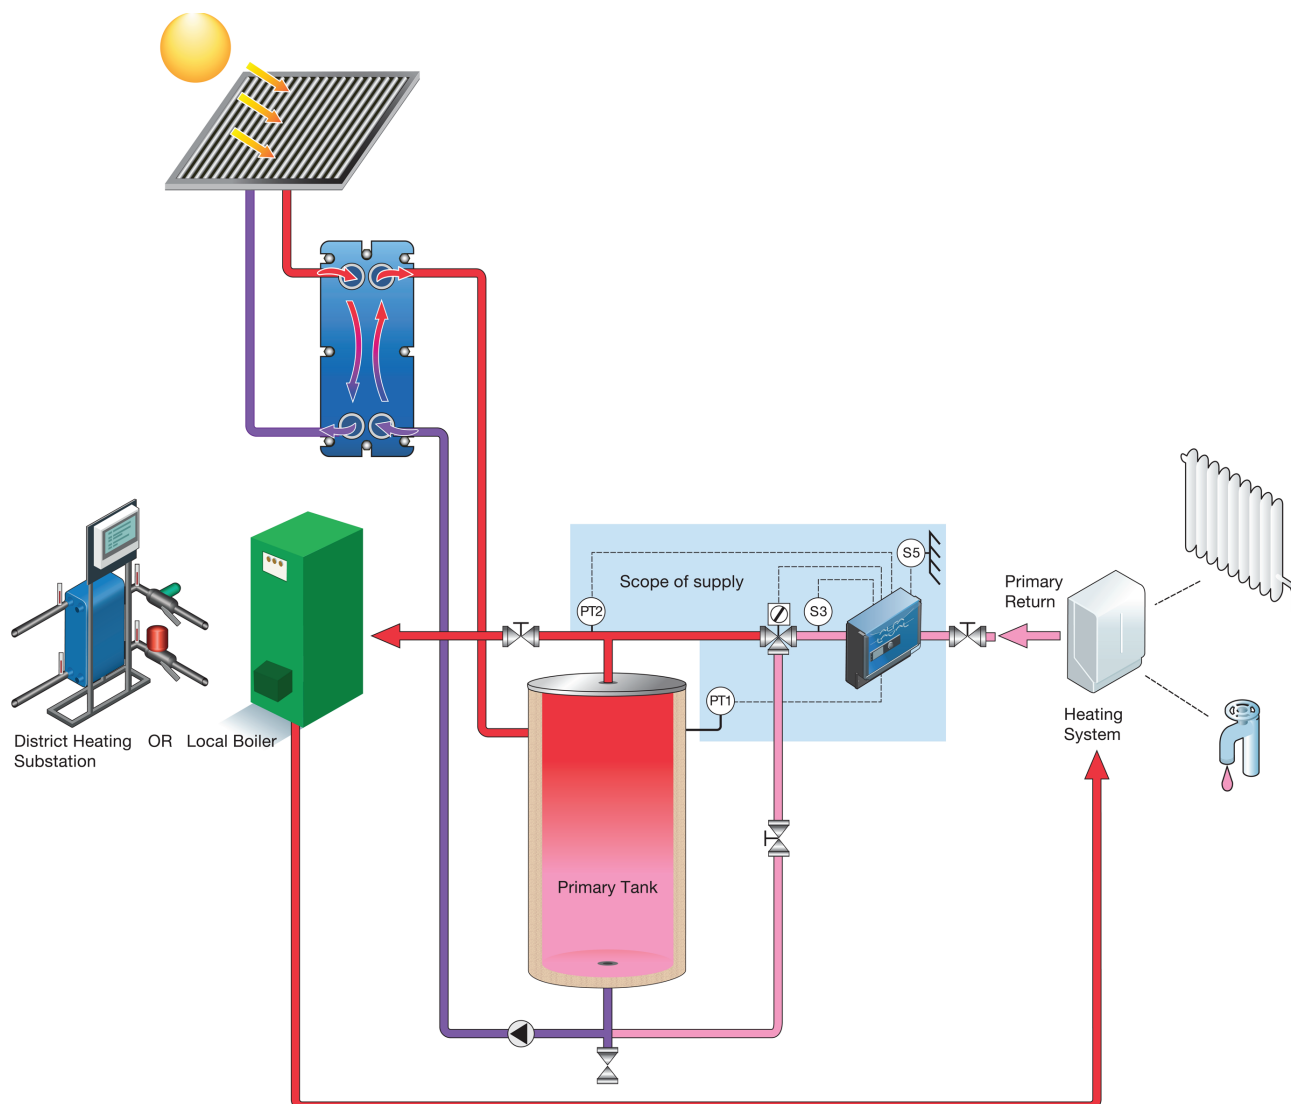 S5
Scope of supply
Primary
Return
PT2
S3
PT1
District Heating
Substation
OR
Local Boiler
Heating
System
Primary Tank